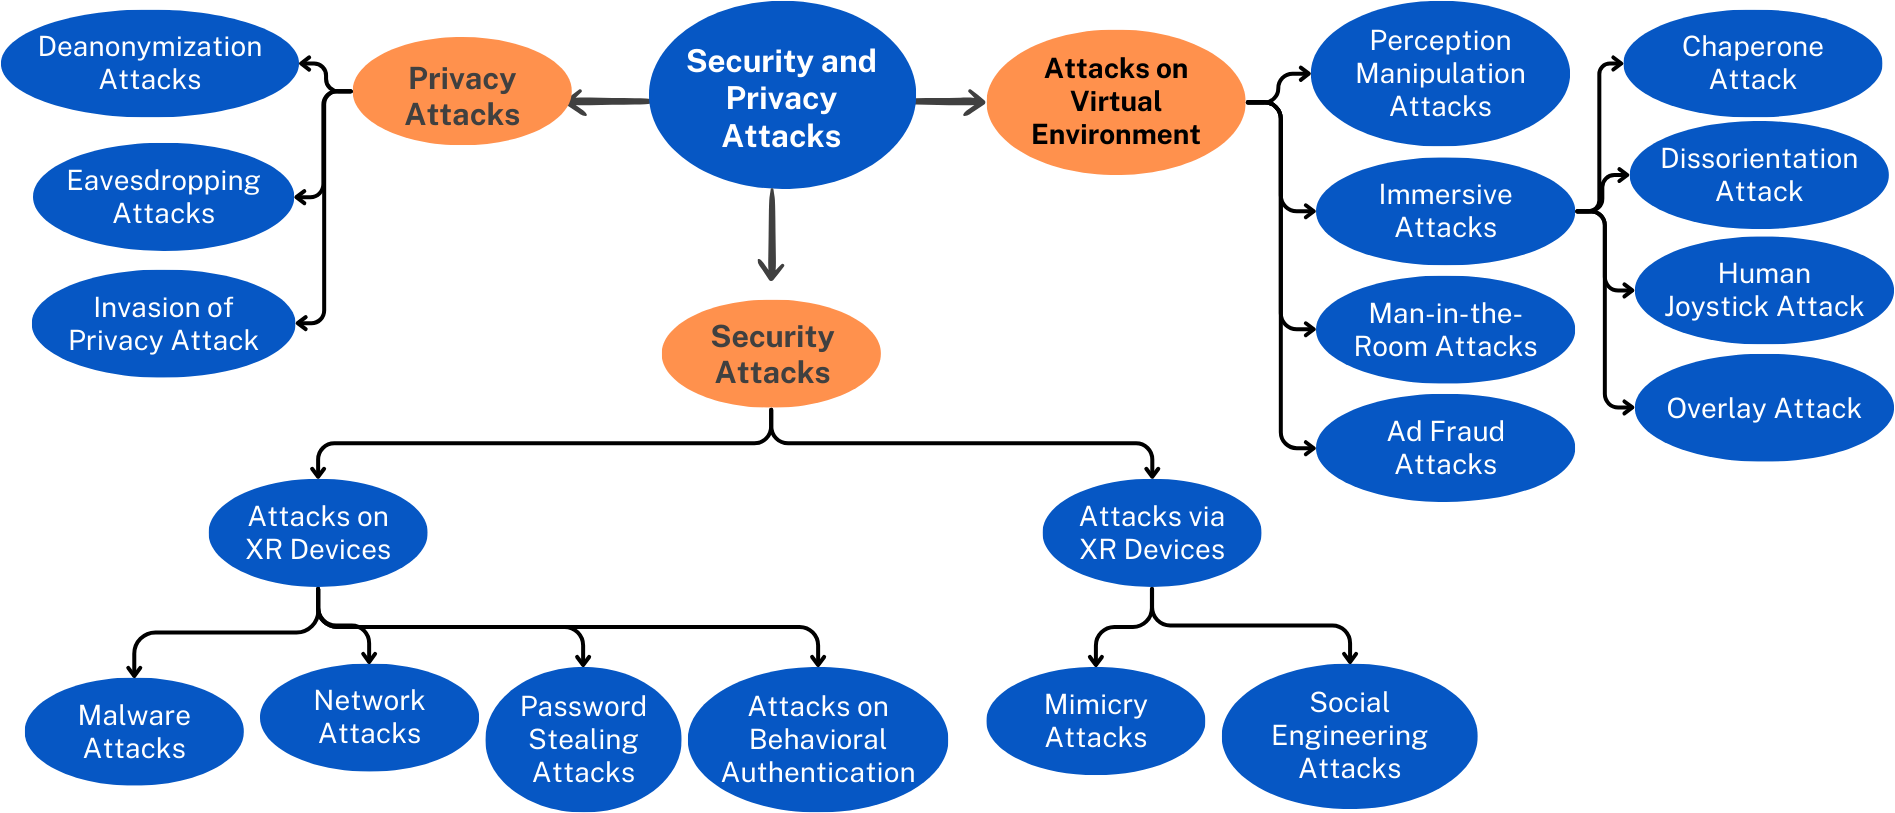 Security and
Privacy
Attacks
Privacy
Attacks
Deanonymization
Attacks
Eavesdropping
Attacks
Invasion of
Privacy Attack
Attacks on
Virtual
Environment
Perception
Manipulation
Attacks
Immersive
Attacks
Man-in-the-
Room Attacks
Ad Fraud
Attacks
Chaperone
Attack
Dissorientation
Attack
Human
Joystick Attack
Overlay Attack
Security
Attacks
Attacks on
XR Devices
Attacks via
XR Devices
Malware
Attacks
Network
Attacks
Password
Stealing
Attacks
Attacks on
Behavioral
Authentication
Mimicry
Attacks
Social
Engineering
Attacks